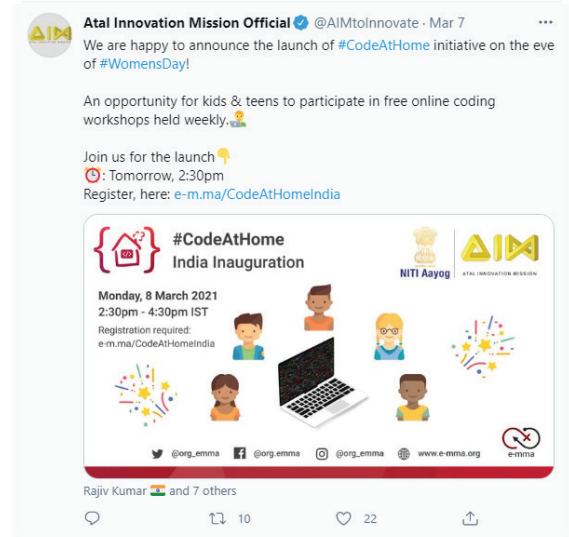 Atal Innovation Mission Official @AIMtoInnovate · Mar 7
We are happy to announce the launch of #CodeAtHome initiative on the eve
of #WomensDay!
An opportunity for kids & teens to participate in free online coding
workshops held weekly.
Join us for the launch
: Tomorrow, 2:30pm
Register, here: e-m.ma/CodeAtHomeIndia
#CodeAtHome
India Inauguration
NITI Aayog
AIM
ATAL INNOVATION MISSION
Monday, 8 March 2021
2:30pm - 4:30pm IST
Registration required:
e-m.ma/CodeAtHomeIndia
@org_emma @org.emma @org_emma www.e-mma.org
e-mma
Rajiv Kumar and 7 others
10 22